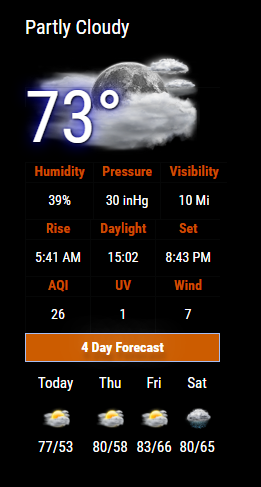 Partly Cloudy
73°
Humidity Pressure Visibility
39% 30 inHg 10 Mi
Rise Daylight Set
5:41 AM 15:02 8:43 PM
AQI UV Wind
26 1 7
4 Day Forecast
Today Thu Fri Sat
77/53 80/58 83/66 80/65